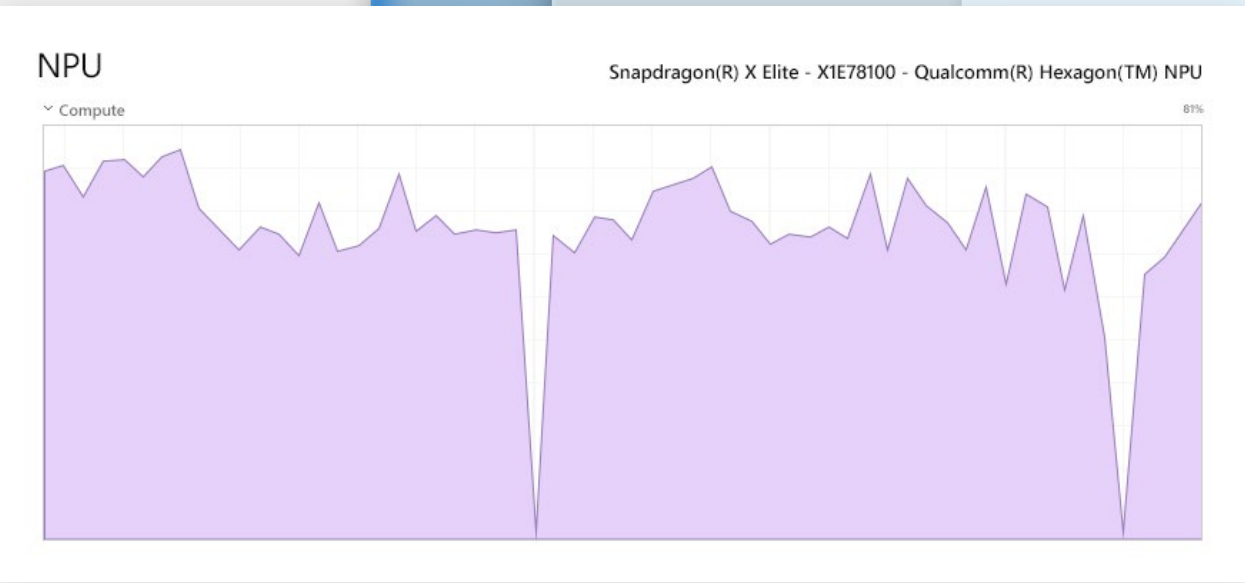 NPU
Snapdragon(R) X Elite - X1E78100 - Qualcomm(R) Hexagon(TM) NPU
Compute
81%